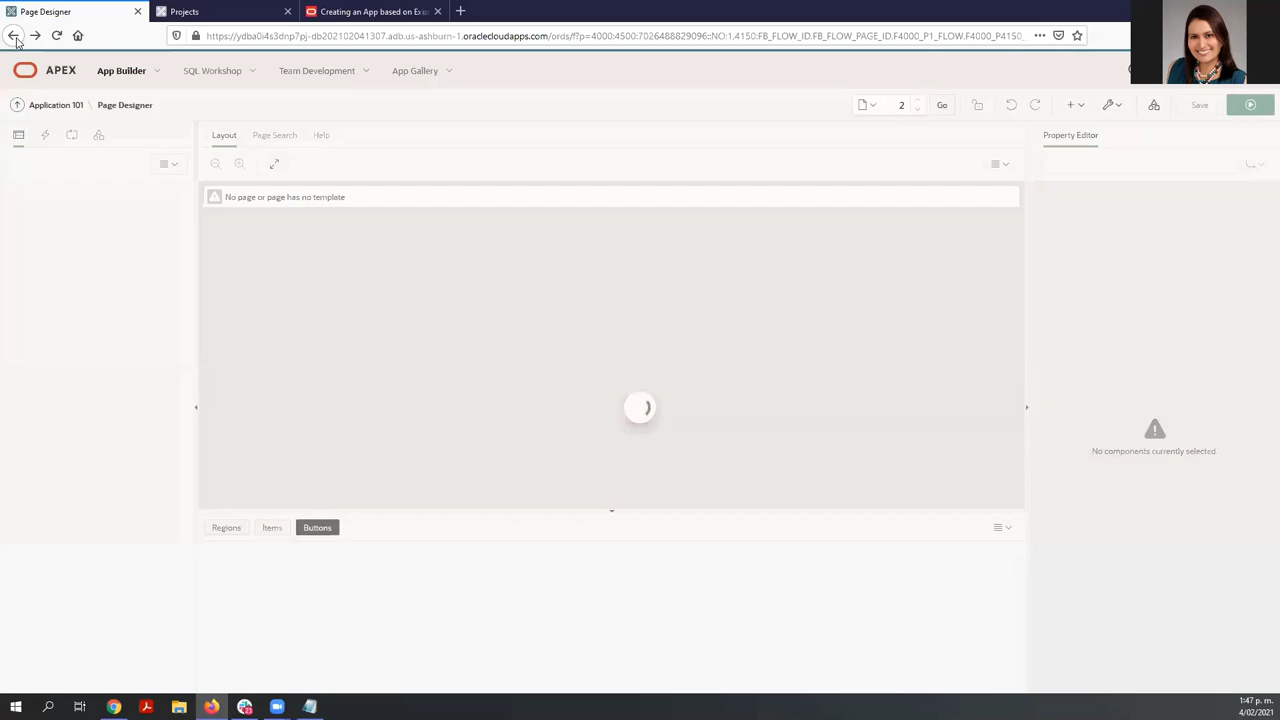 Page Designer
Projects
Creating an App based on Exis
https://ydba0i4s3dnp7pj-db202102041307.adb.us-ashburn-1.oraclecloudapps.com/ords/f?p=4000:4500:7026488829096::NO:1,4150:FB_FLOW_ID.FB_FLOW_PAGE_ID.F4000_P1_FLOW.F4000_P4150_
APEX
App Builder
SQL Workshop
Team Development
App Gallery
Application 101 \ Page Designer
2
Go
Save
Layout
Page Search
Help
Property Editor
No page or page has no template
No components currently selected.
Regions
Items
Buttons
1:47 p. m.
4/02/2021